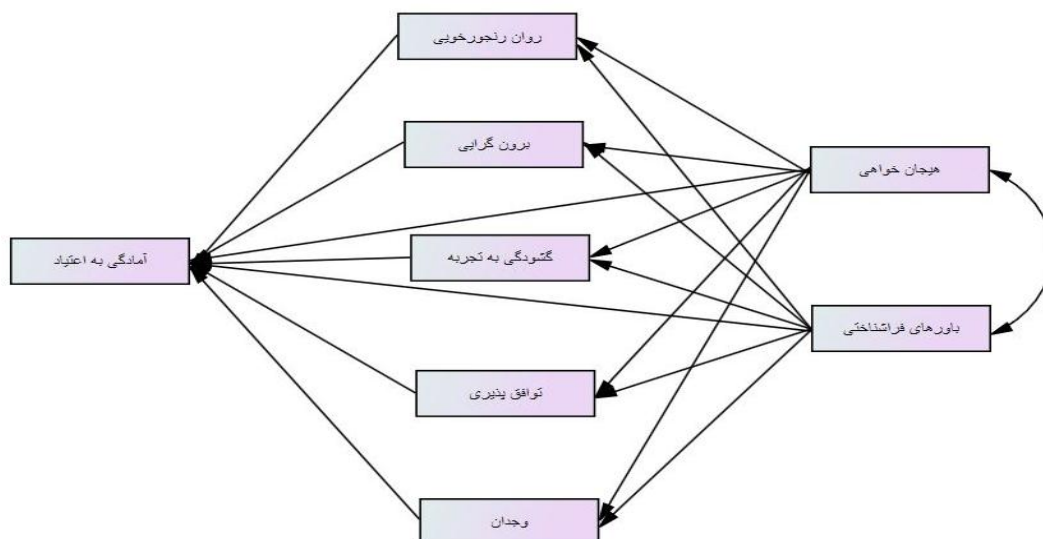 روان رنجورخویی
برون گرایی
هیجان خواهی
گشودگی به تجربه
آمادگی به اعتیاد
باورهای فراشناختی
توافق پذیری
وجدان